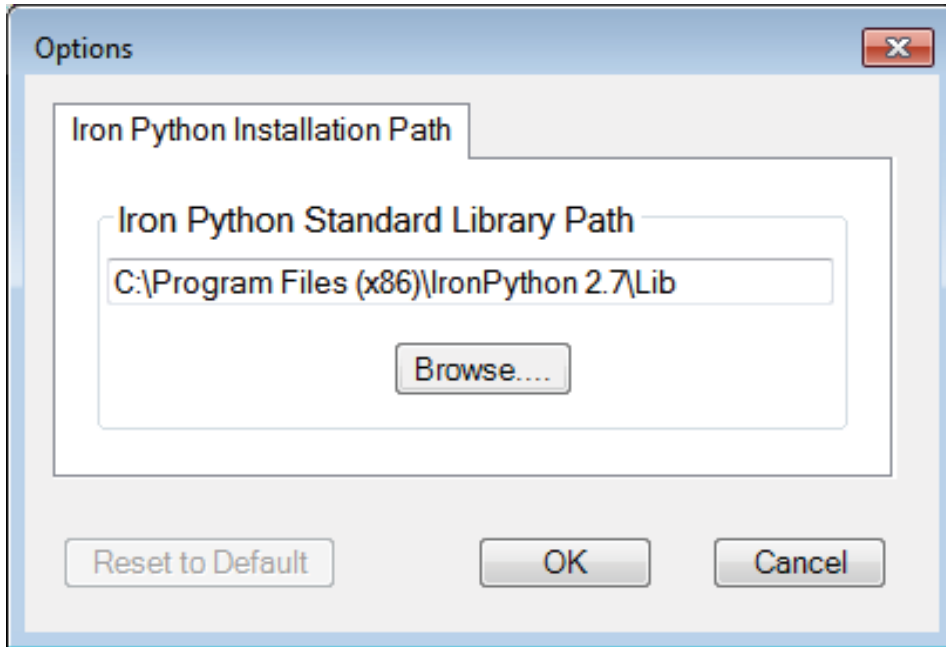 Options
Iron Python Installation Path
Iron Python Standard Library Path
C:\Program Files (x86)\IronPython 2.7\Lib
Browse....
Reset to Default OK Cancel